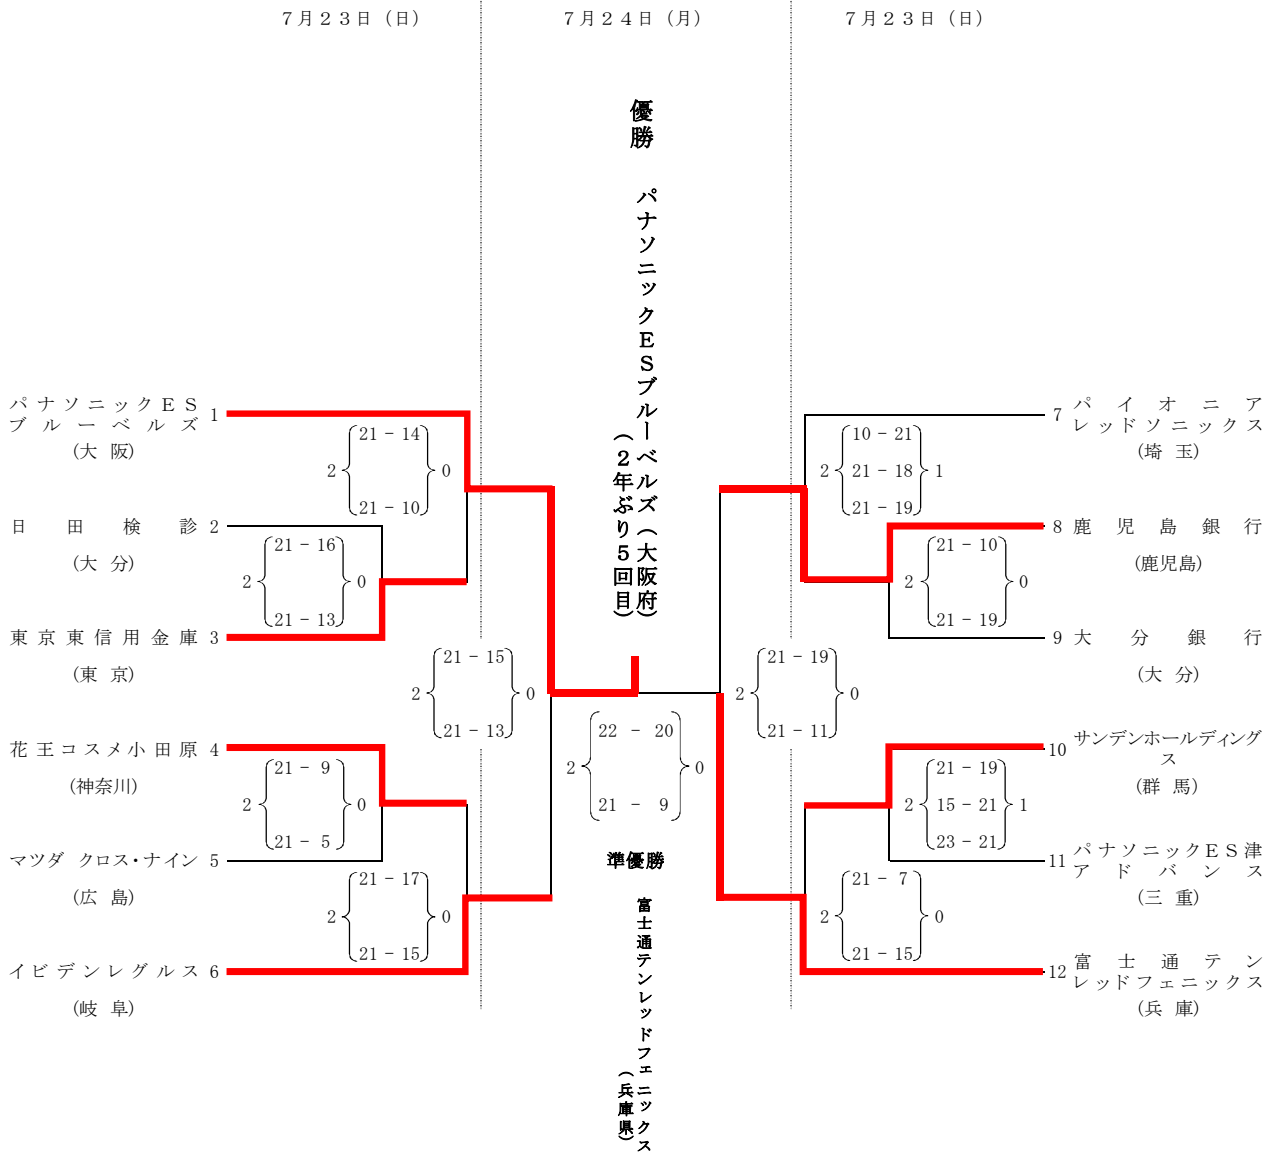 ７月２３日（日）
７月２４日（月）
７月２３日（日）
優勝　パナソニックＥＳブルーベルズ（大阪府）
（２年ぶり５回目）
パナソニックＥＳ
ブルーベルズ
1
(大 阪)
21 - 14
2 0
21 - 10
日田検診 2
(大 分)
21 - 16
2 0
21 - 13
東京東信用金庫 3
(東 京)
21 - 15
2 0
21 - 13
花王コスメ小田原 4
(神奈川)
21 - 9
2 0
21 - 5
マツダ クロス・ナイン 5
(広 島)
21 - 17
2 0
21 - 15
イビデンレグルス 6
(岐 阜)
22 - 20
2 0
21 - 9
準優勝
富士通テンレッドフェニックス
（兵庫県）
7 パイオニア
レッドソニックス
(埼 玉)
10 - 21
2 21 - 18 1
21 - 19
8 鹿児島銀行
(鹿児島)
21 - 10
2 0
21 - 19
9 大分銀行
(大 分)
21 - 19
2 0
21 - 11
10 サンデンホールディング
ス
(群 馬)
21 - 19
2 15 - 21 1
23 - 21
11 パナソニックＥＳ津
アドバンス
(三 重)
21 - 7
2 0
21 - 15
12 富士通テン
レッドフェニックス
(兵 庫)